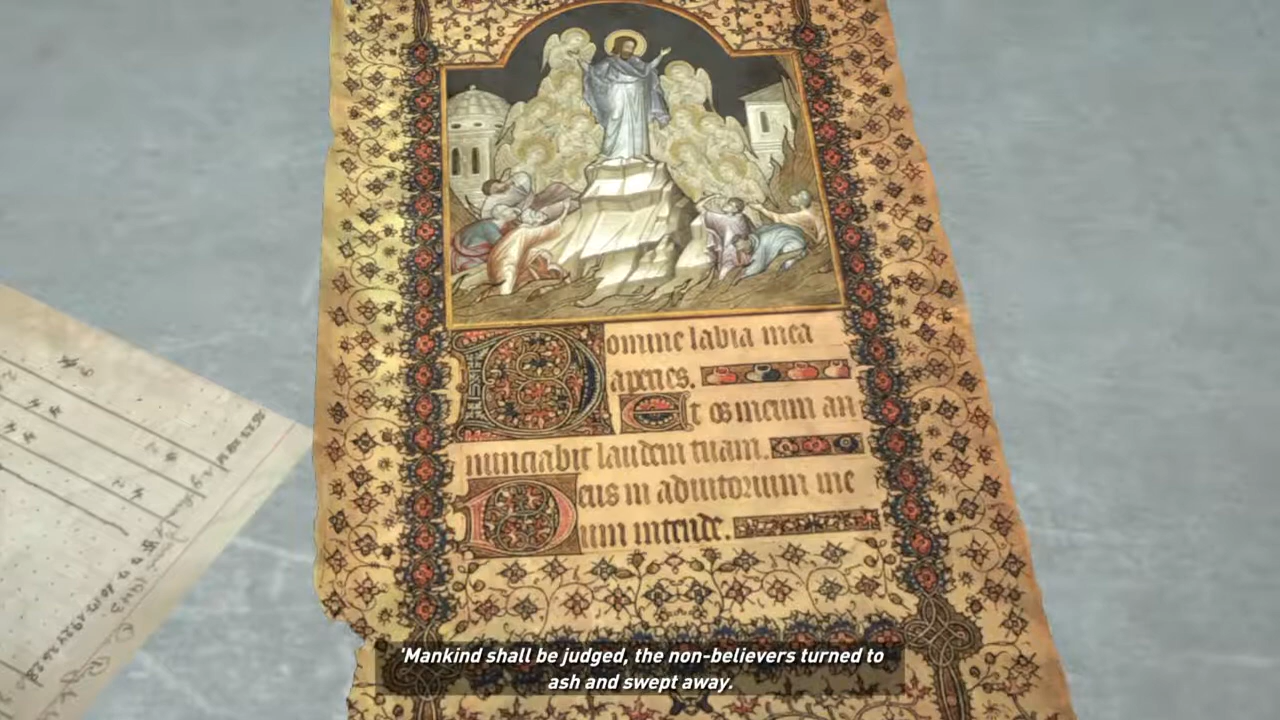 Domine labia mea
aperies.
Et os meum an
nunciabit laudem tuam.
Deus in adiutorium me
um intende.
'Mankind shall be judged, the non-believers turned to
ash and swept away.